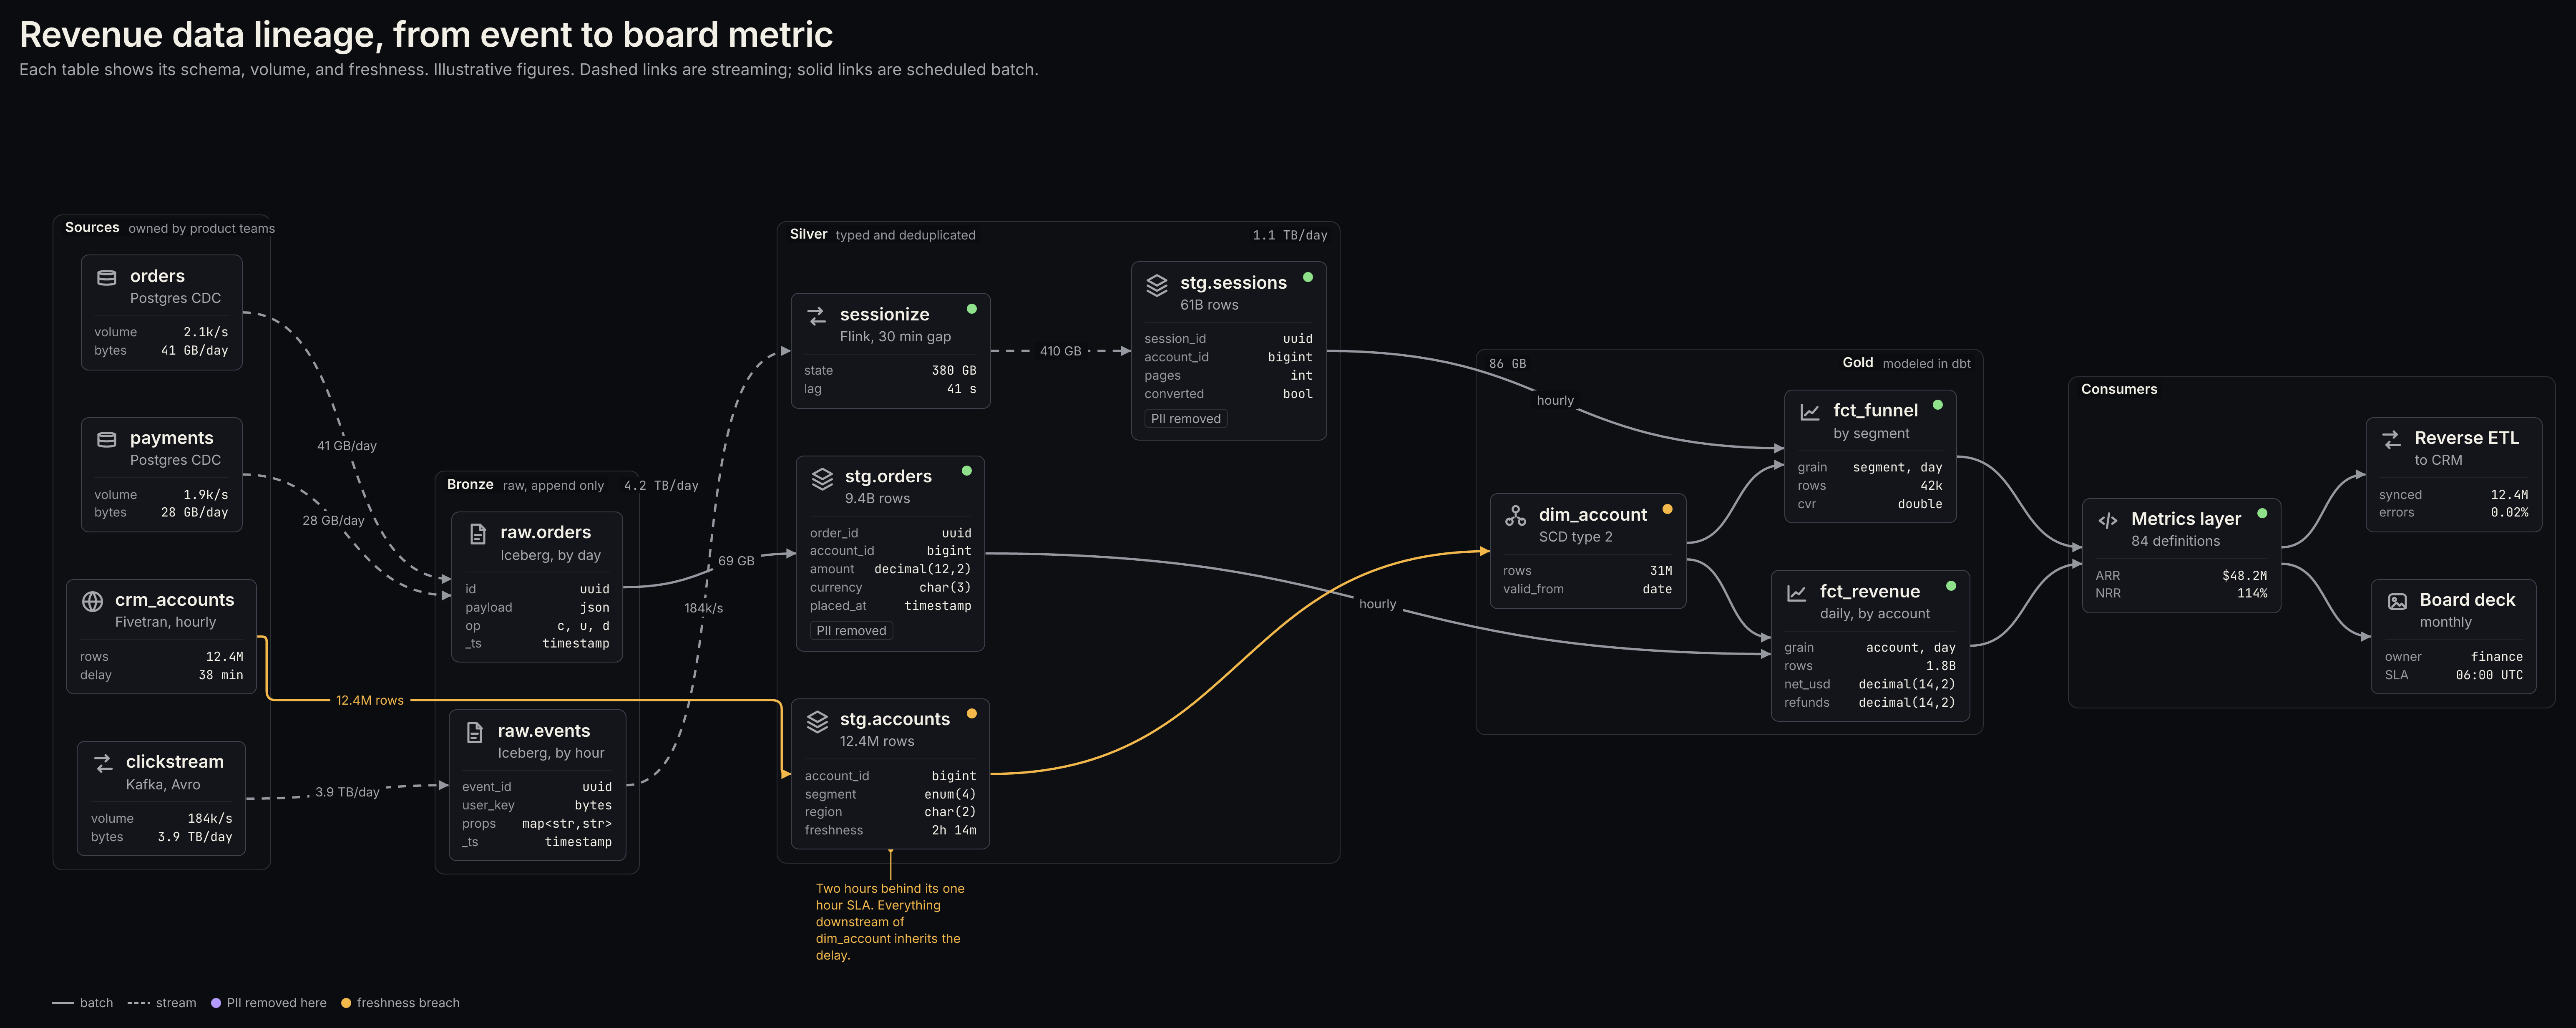 Revenue data lineage, from event to board metric
Each table shows its schema, volume, and freshness. Illustrative figures. Dashed links are streaming; solid links are scheduled batch.
Sources owned by product teams
orders
Postgres CDC
volume 2.1k/s
bytes 41 GB/day
payments
Postgres CDC
volume 1.9k/s
bytes 28 GB/day
crm_accounts
Fivetran, hourly
rows 12.4M
delay 38 min
clickstream
Kafka, Avro
volume 184k/s
bytes 3.9 TB/day
41 GB/day
28 GB/day
12.4M rows
3.9 TB/day
Bronze raw, append only 4.2 TB/day
raw.orders
Iceberg, by day
id uuid
payload json
op c, u, d
_ts timestamp
raw.events
Iceberg, by hour
event_id uuid
user_key bytes
props map<str,str>
_ts timestamp
69 GB
184k/s
Silver typed and deduplicated 1.1 TB/day
sessionize
Flink, 30 min gap
state 380 GB
lag 41 s
410 GB
stg.sessions
61B rows
session_id uuid
account_id bigint
pages int
converted bool
PII removed
stg.orders
9.4B rows
order_id uuid
account_id bigint
amount decimal(12,2)
currency char(3)
placed_at timestamp
PII removed
stg.accounts
12.4M rows
account_id bigint
segment enum(4)
region char(2)
freshness 2h 14m
Two hours behind its one
hour SLA. Everything
downstream of
dim_account inherits the
delay.
hourly
hourly
86 GB Gold modeled in dbt
fct_funnel
by segment
grain segment, day
rows 42k
cvr double
dim_account
SCD type 2
rows 31M
valid_from date
fct_revenue
daily, by account
grain account, day
rows 1.8B
net_usd decimal(14,2)
refunds decimal(14,2)
Consumers
Metrics layer
84 definitions
ARR $48.2M
NRR 114%
Reverse ETL
to CRM
synced 12.4M
errors 0.02%
Board deck
monthly
owner finance
SLA 06:00 UTC
batch stream PII removed here freshness breach